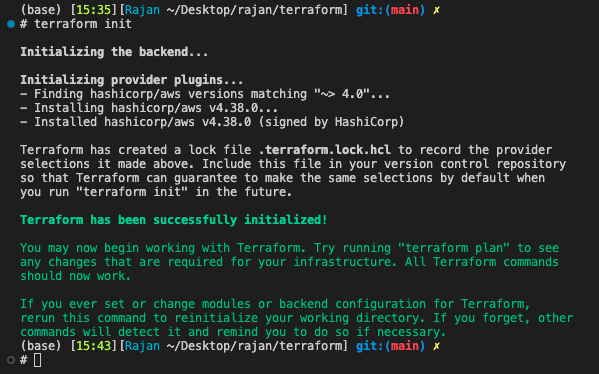 (base) [15:35][Rajan ~/Desktop/rajan/terraform] git:(main) ✗
# terraform init
Initializing the backend...
Initializing provider plugins...
- Finding hashicorp/aws versions matching "~> 4.0"...
- Installing hashicorp/aws v4.38.0...
- Installed hashicorp/aws v4.38.0 (signed by HashiCorp)
Terraform has created a lock file .terraform.lock.hcl to record the provider
selections it made above. Include this file in your version control repository
so that Terraform can guarantee to make the same selections by default when
you run "terraform init" in the future.
Terraform has been successfully initialized!
You may now begin working with Terraform. Try running "terraform plan" to see
any changes that are required for your infrastructure. All Terraform commands
should now work.
If you ever set or change modules or backend configuration for Terraform,
rerun this command to reinitialize your working directory. If you forget, other
commands will detect it and remind you to do so if necessary.
(base) [15:43][Rajan ~/Desktop/rajan/terraform] git:(main) ✗
#